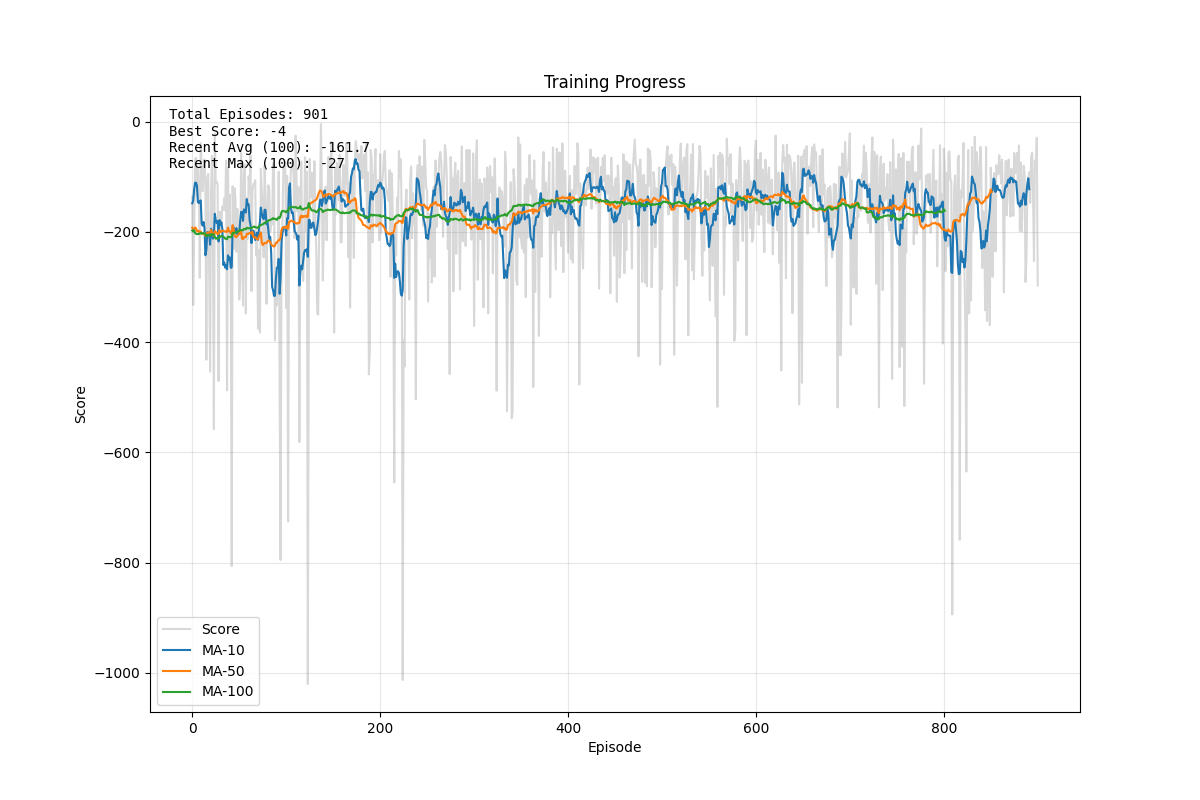 Training Progress
Total Episodes: 901
Best Score: -4
Recent Avg (100): -161.7
Recent Max (100): -27
0
−200
−400
−600
−800
−1000
Score
Score
MA-10
MA-50
MA-100
0 200 400 600 800
Episode